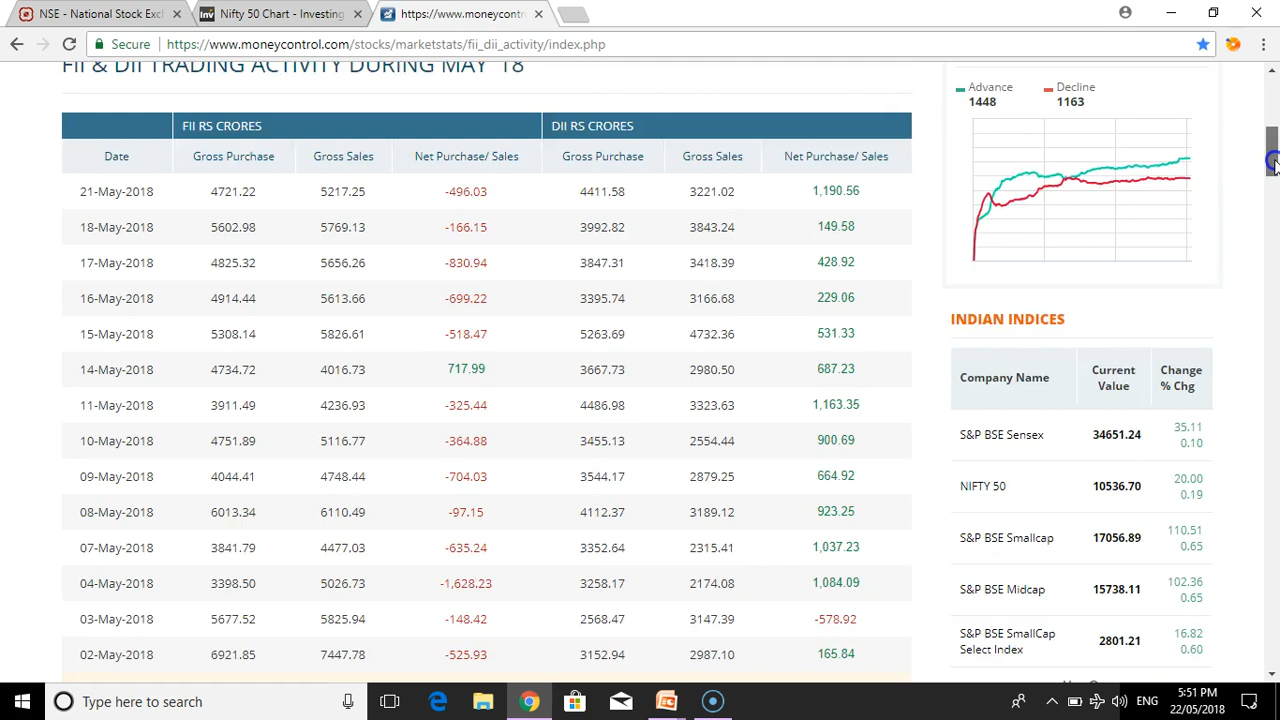 NSE - National Stock Excl
Nifty 50 Chart - Investing
https://www.moneycontr
Secure
https://www.moneycontrol.com/stocks/marketstats/fii_dii_activity/index.php
FII & DII TRADING ACTIVITY DURING MAY '18
FII RS CRORES DII RS CRORES
Date Gross Purchase Gross Sales Net Purchase/ Sales Gross Purchase Gross Sales Net Purchase/ Sales
21-May-2018 4721.22 5217.25 -496.03 4411.58 3221.02 1,190.56
18-May-2018 5602.98 5769.13 -166.15 3992.82 3843.24 149.58
17-May-2018 4825.32 5656.26 -830.94 3847.31 3418.39 428.92
16-May-2018 4914.44 5613.66 -699.22 3395.74 3166.68 229.06
15-May-2018 5308.14 5826.61 -518.47 5263.69 4732.36 531.33
14-May-2018 4734.72 4016.73 717.99 3667.73 2980.50 687.23
11-May-2018 3911.49 4236.93 -325.44 4486.98 3323.63 1,163.35
10-May-2018 4751.89 5116.77 -364.88 3455.13 2554.44 900.69
09-May-2018 4044.41 4748.44 -704.03 3544.17 2879.25 664.92
08-May-2018 6013.34 6110.49 -97.15 4112.37 3189.12 923.25
07-May-2018 3841.79 4477.03 -635.24 3352.64 2315.41 1,037.23
04-May-2018 3398.50 5026.73 -1,628.23 3258.17 2174.08 1,084.09
03-May-2018 5677.52 5825.94 -148.42 2568.47 3147.39 -578.92
02-May-2018 6921.85 7447.78 -525.93 3152.94 2987.10 165.84
Advance Decline
1448 1163
INDIAN INDICES
Company Name Current Value Change % Chg
S&P BSE Sensex 34651.24 35.11 0.10
NIFTY 50 10536.70 20.00 0.19
S&P BSE Smallcap 17056.89 110.51 0.65
S&P BSE Midcap 15738.11 102.36 0.65
S&P BSE SmallCap Select Index 2801.21 16.82 0.60
Type here to search
ENG
5:51 PM
22/05/2018